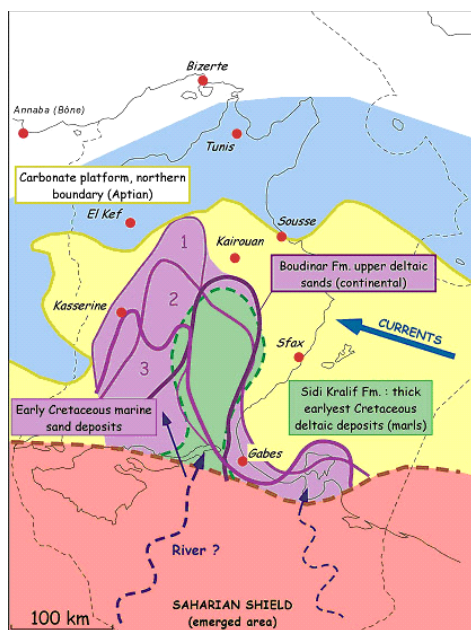 Bizerte
Annaba (Bône)
Tunis
Carbonate platform, northern
boundary (Aptian)
El Kef
Sousse
1
Kairouan
Boudinar Fm. upper deltaic
sands (continental)
2
Kasserine
CURRENTS
Sfax
3
Sidi Kralif Fm. : thick
earlyest Cretaceous
deltaic deposits (marls)
Early Cretaceous marine
sand deposits
Gabes
River ?
SAHARIAN SHIELD
(emerged area)
100 km